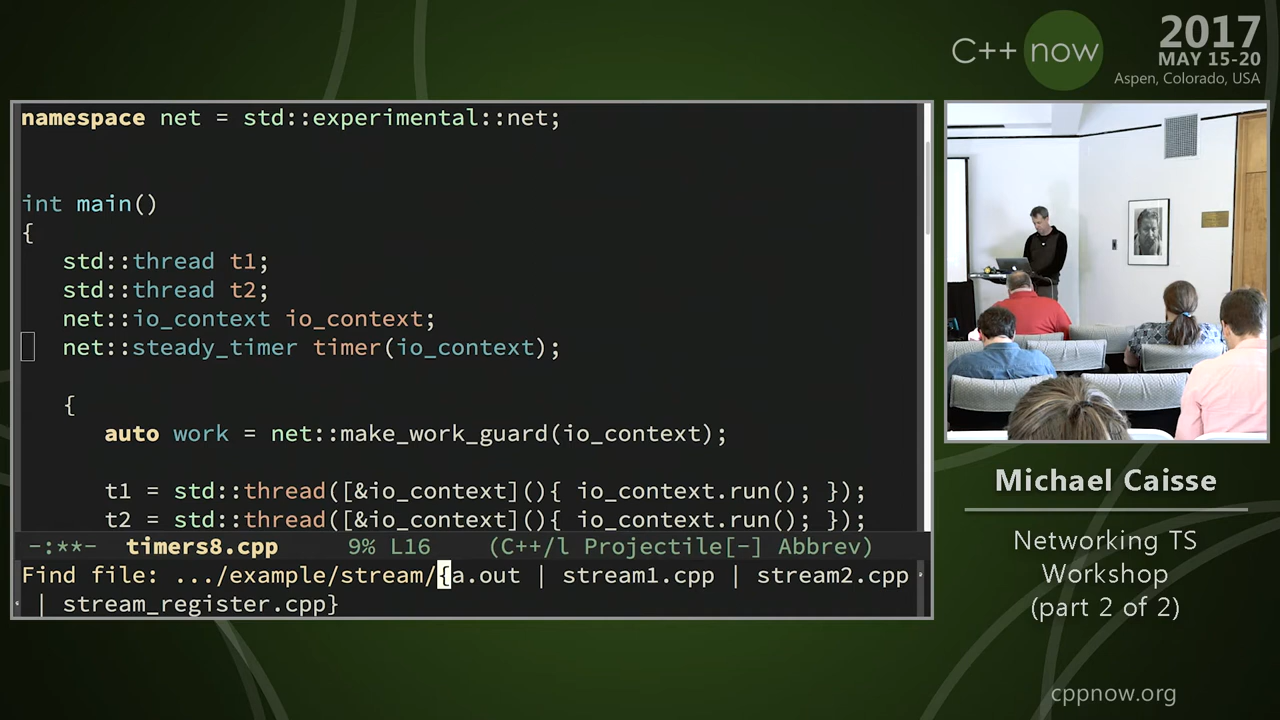 C++ now
2017
MAY 15-20
Aspen, Colorado, USA
namespace net = std::experimental::net;
int main()
{
std::thread t1;
std::thread t2;
net::io_context io_context;
net::steady_timer timer(io_context);
{
auto work = net::make_work_guard(io_context);
t1 = std::thread([&io_context](){ io_context.run(); });
t2 = std::thread([&io_context](){ io_context.run(); });
-:**- timers8.cpp 9% L16 (C++/l Projectile[-] Abbrev)
Find file: .../example/stream/{a.out | stream1.cpp | stream2.cpp
| stream_register.cpp}
Michael Caisse
Networking TS
Workshop
(part 2 of 2)
cppnow.org